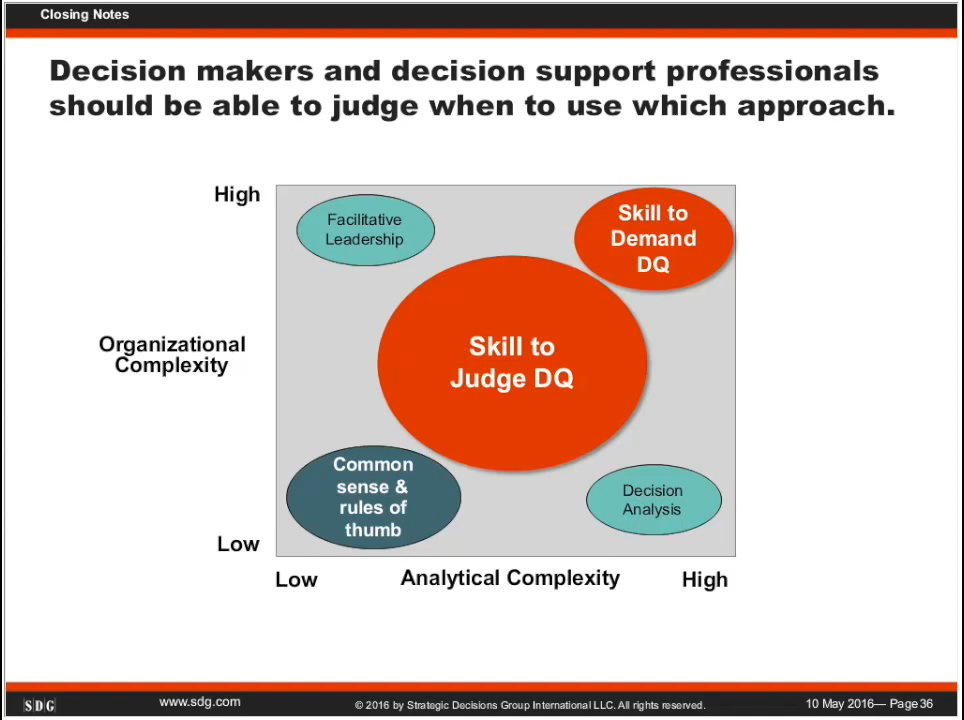 Closing Notes
Decision makers and decision support professionals
should be able to judge when to use which approach.
High
Facilitative
Leadership
Skill to
Demand
DQ
Organizational
Complexity
Skill to
Judge DQ
Common
sense &
rules of
thumb
Decision
Analysis
Low
Low
Analytical Complexity
High
SDG
www.sdg.com
© 2016 by Strategic Decisions Group International LLC. All rights reserved.
10 May 2016— Page 36